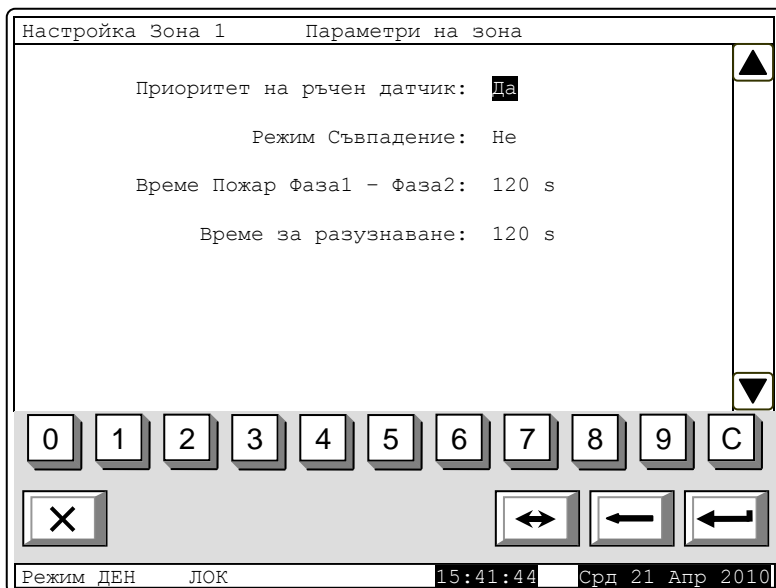 Настройка Зона 1 Параметри на зона
Приоритет на ръчен датчик: Да
Режим Съвпадение: Не
Време Пожар Фаза1 – Фаза2: 120 s
Време за разузнаване: 120 s
0 1 2 3 4 5 6 7 8 9 C
Режим ДЕН ЛОК 15:41:44 Срд 21 Апр 2010